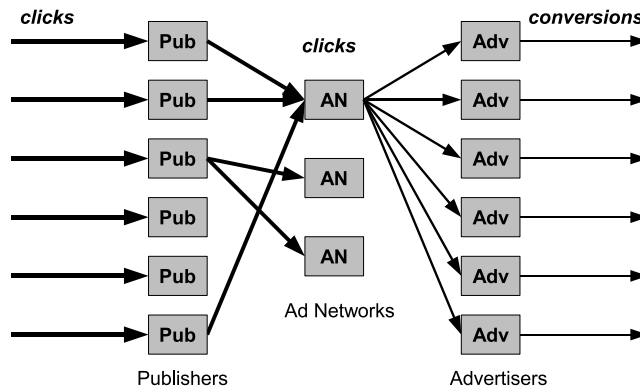 clicks
conversions
clicks
Pub
Adv
Pub
AN
Adv
Pub
AN
Adv
Pub
Adv
Pub
AN
Adv
Pub
Adv
Ad Networks
Publishers
Advertisers